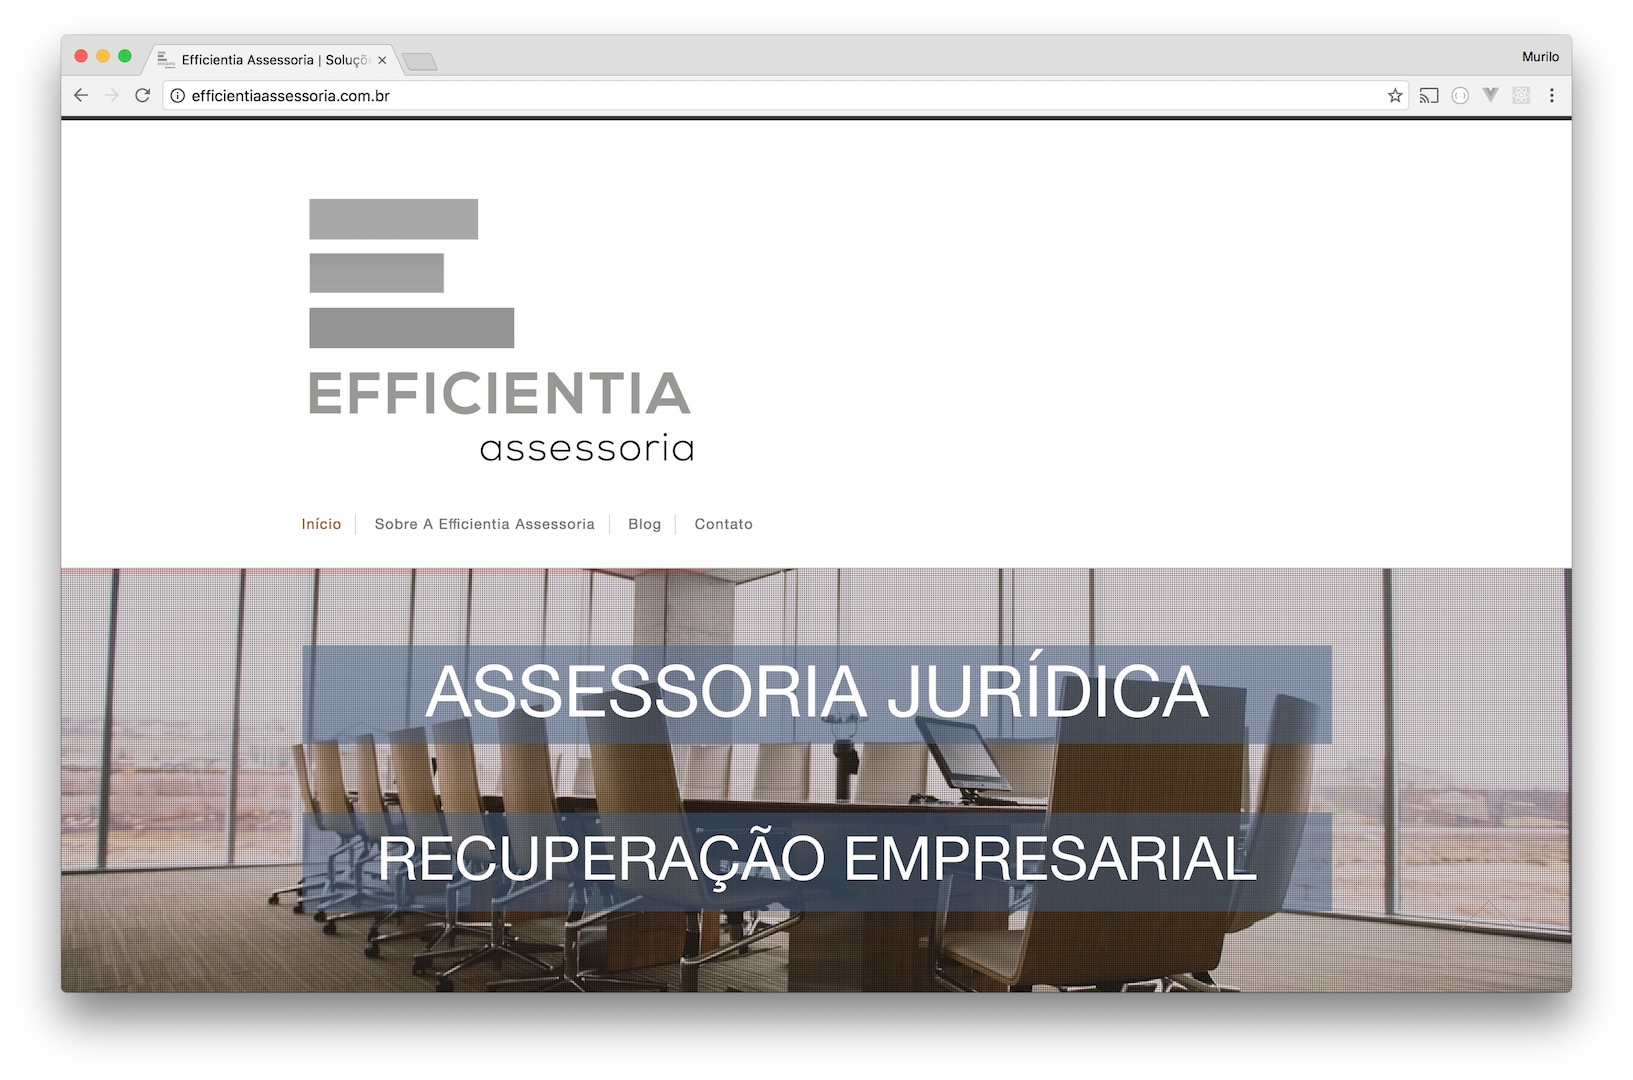 Efficientia Assessoria | Soluçõ
Murilo
efficientiaassessoria.com.br
EFFICIENTIA
assessoria
Início
Sobre A Efficientia Assessoria
Blog
Contato
ASSESSORIA JURÍDICA
RECUPERAÇÃO EMPRESARIAL